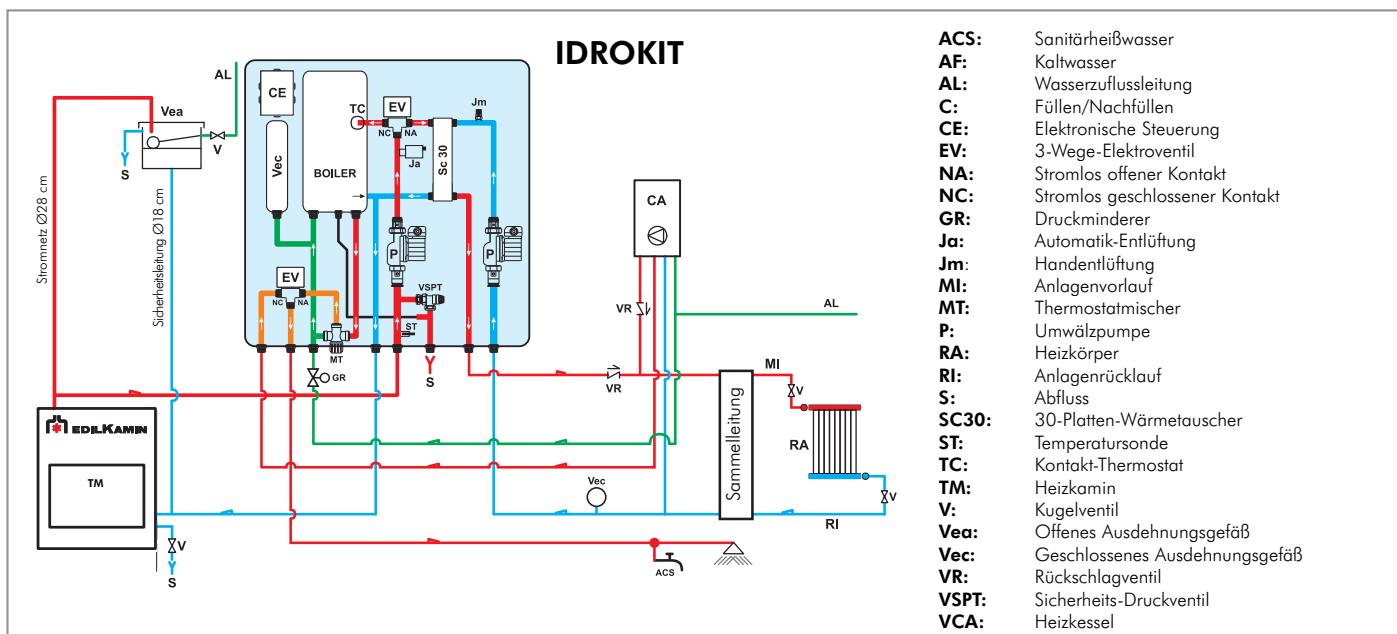 IDROKIT
AL
Vea
V
S
Stromnetz Ø28 cm
Sicherheitsleitung Ø18 cm
CE
Vec
BOILER
TC
EV
NC
NA
Ja
Sc 30
Jm
P
P
EV
NC
NA
MT
VSPT
ST
S
GR
CA
VR
AL
VR
MI
V
RA
V
RI
Sammelleitung
Vec
ACS
EDILKAMIN
TM
V
S
ACS: Sanitärheißwasser
AF: Kaltwasser
AL: Wasserzuflussleitung
C: Füllen/Nachfüllen
CE: Elektronische Steuerung
EV: 3-Wege-Elektroventil
NA: Stromlos offener Kontakt
NC: Stromlos geschlossener Kontakt
GR: Druckminderer
Ja: Automatik-Entlüftung
Jm: Handentlüftung
MI: Anlagenvorlauf
MT: Thermostatmischer
P: Umwälzpumpe
RA: Heizkörper
RI: Anlagenrücklauf
S: Abfluss
SC30: 30-Platten-Wärmetauscher
ST: Temperatursonde
TC: Kontakt-Thermostat
TM: Heizkamin
V: Kugelventil
Vea: Offenes Ausdehnungsgefäß
Vec: Geschlossenes Ausdehnungsgefäß
VR: Rückschlagventil
VSPT: Sicherheits-Druckventil
VCA: Heizkessel